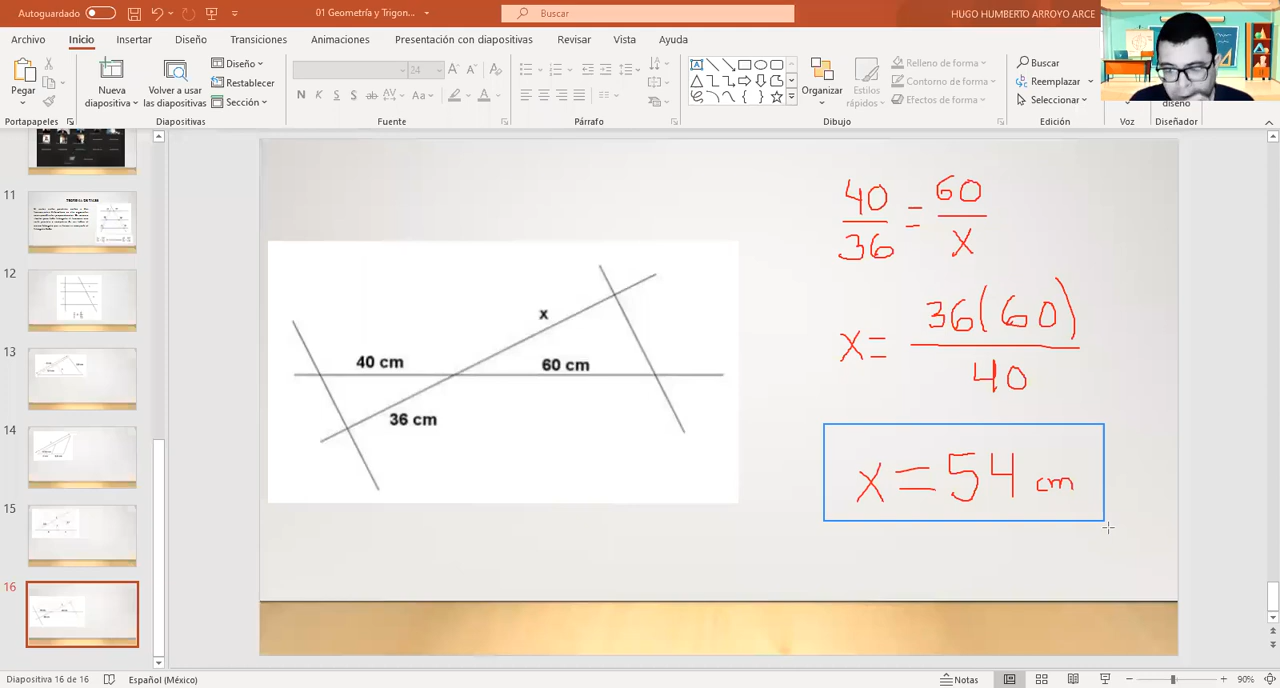 Autoguardado
01 Geometría y Trigon...
Buscar
HUGO HUMBERTO ARROYO ARCE
Archivo Inicio Insertar Diseño Transiciones Animaciones Presentación con diapositivas Revisar Vista Ayuda
Pegar
Nueva diapositiva
Volver a usar las diapositivas
Diseño
Restablecer
Sección
24
N K S S ab AV Aa A
Organizar
Estilos rápidos
Relleno de forma
Contorno de forma
Efectos de forma
Buscar
Reemplazar
Seleccionar
diseño
Portapapeles Diapositivas Fuente Párrafo Dibujo Edición Voz Diseñador
11
12
13
14
15
16
x
40 cm
60 cm
36 cm
40/36 = 60/x
x = 36(60)/40
x = 54 cm
Diapositiva 16 de 16
Español (México)
Notas
90%